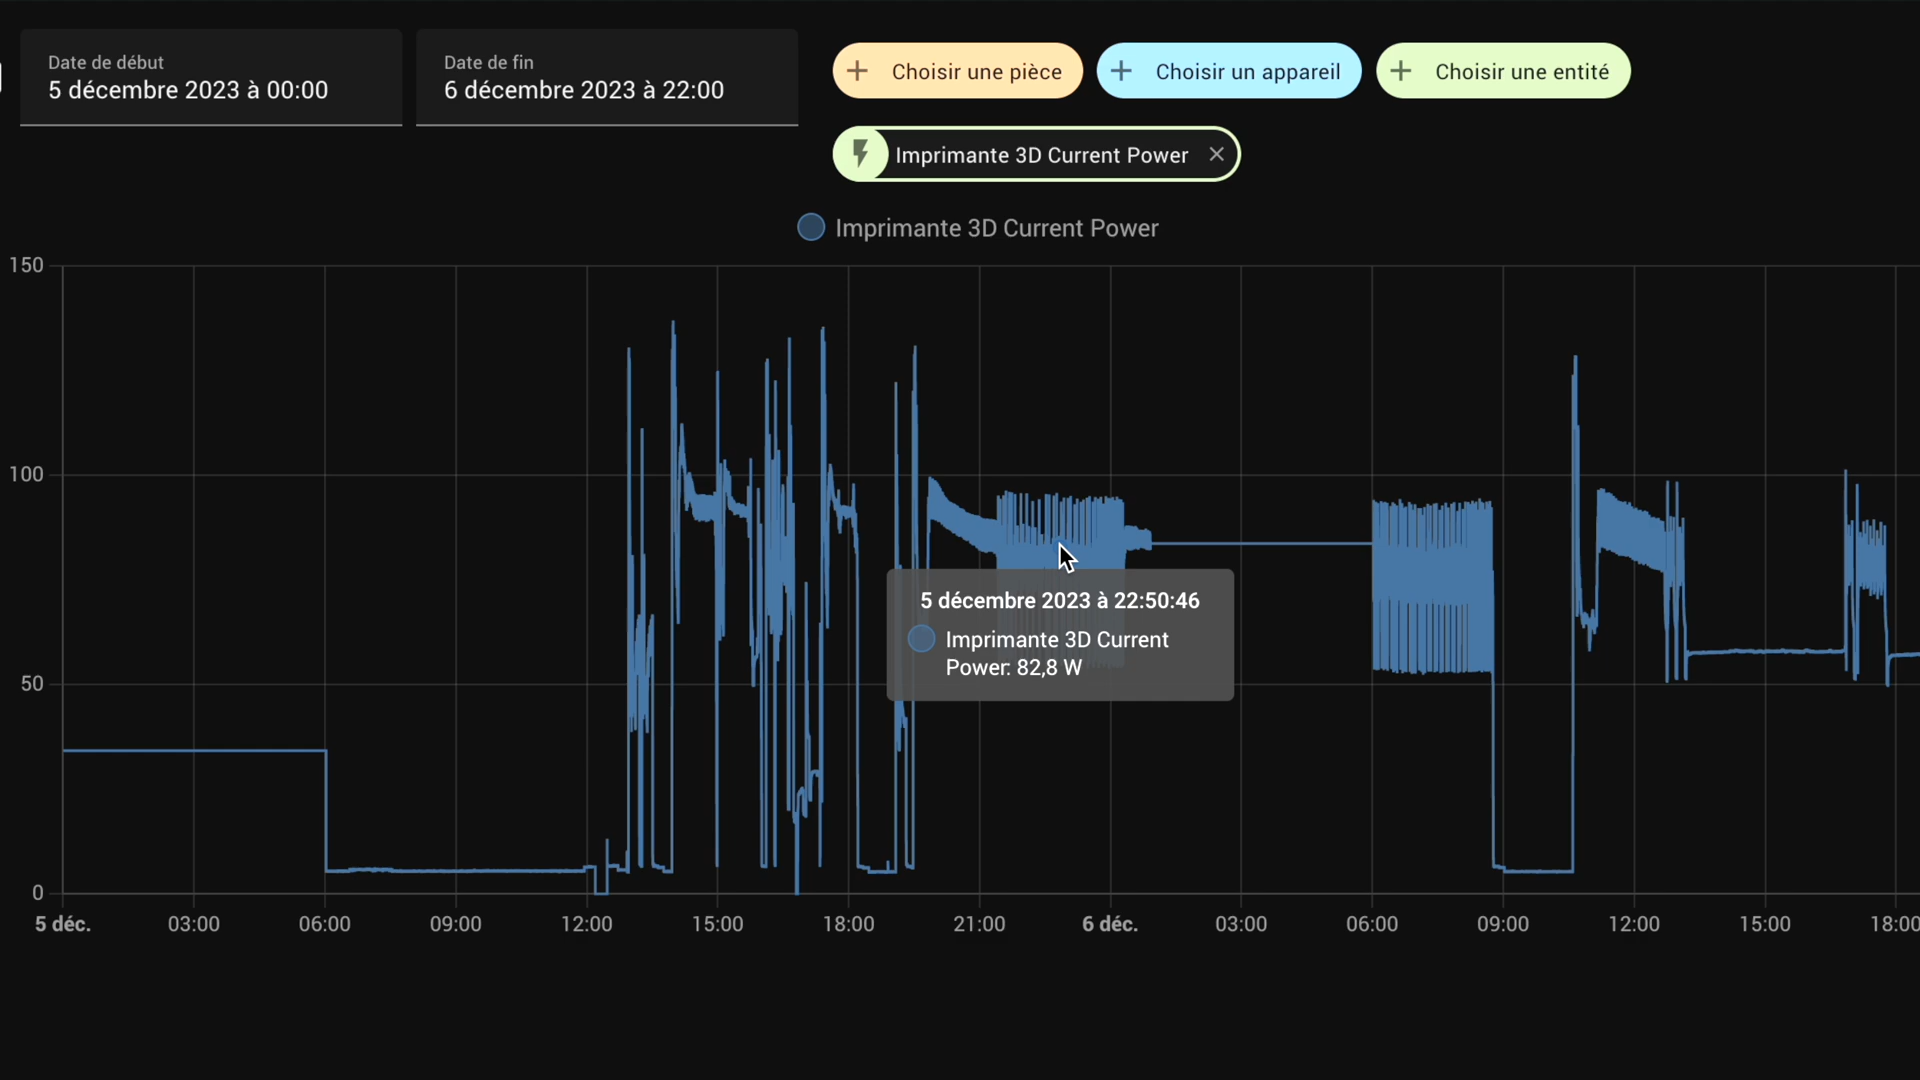 Date de début
5 décembre 2023 à 00:00
Date de fin
6 décembre 2023 à 22:00
+ Choisir une pièce
+ Choisir un appareil
+ Choisir une entité
Imprimante 3D Current Power ×
Imprimante 3D Current Power
150
100
50
0
5 décembre 2023 à 22:50:46
Imprimante 3D Current
Power: 82,8 W
5 déc. 03:00 06:00 09:00 12:00 15:00 18:00 21:00 6 déc. 03:00 06:00 09:00 12:00 15:00 18:00